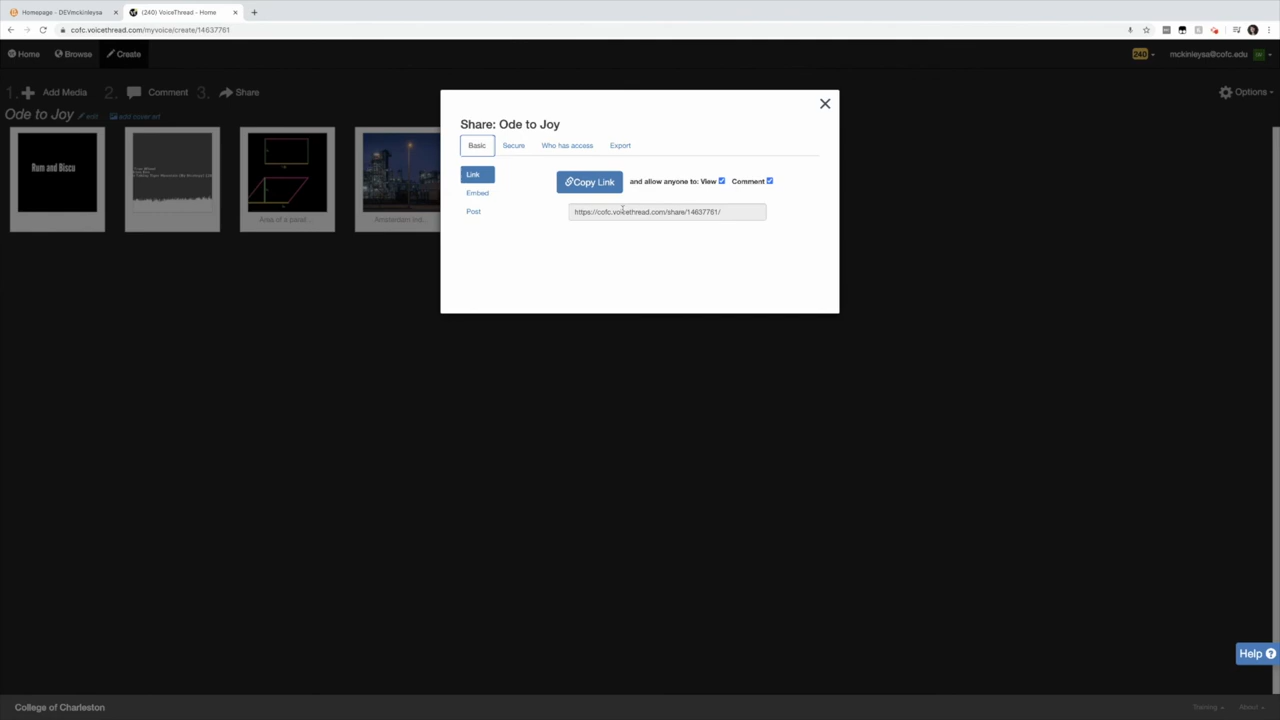 Homepage - DEVmckinleysa
(240) VoiceThread - Home
cofc.voicethread.com/myvoice/create/14637761
Home
Browse
Create
240
mckinleysa@cofc.edu
1. Add Media 2. Comment 3. Share
Options
Ode to Joy edit
Rum and Biscu
Area of a paral ...
Amsterdam ind..
Share: Ode to Joy
Basic
Secure
Who has access
Export
Link
Embed
Post
Copy Link
and allow anyone to: View
Comment
https://cofc.voicethread.com/share/14637761/
Help
College of Charleston
Training
About